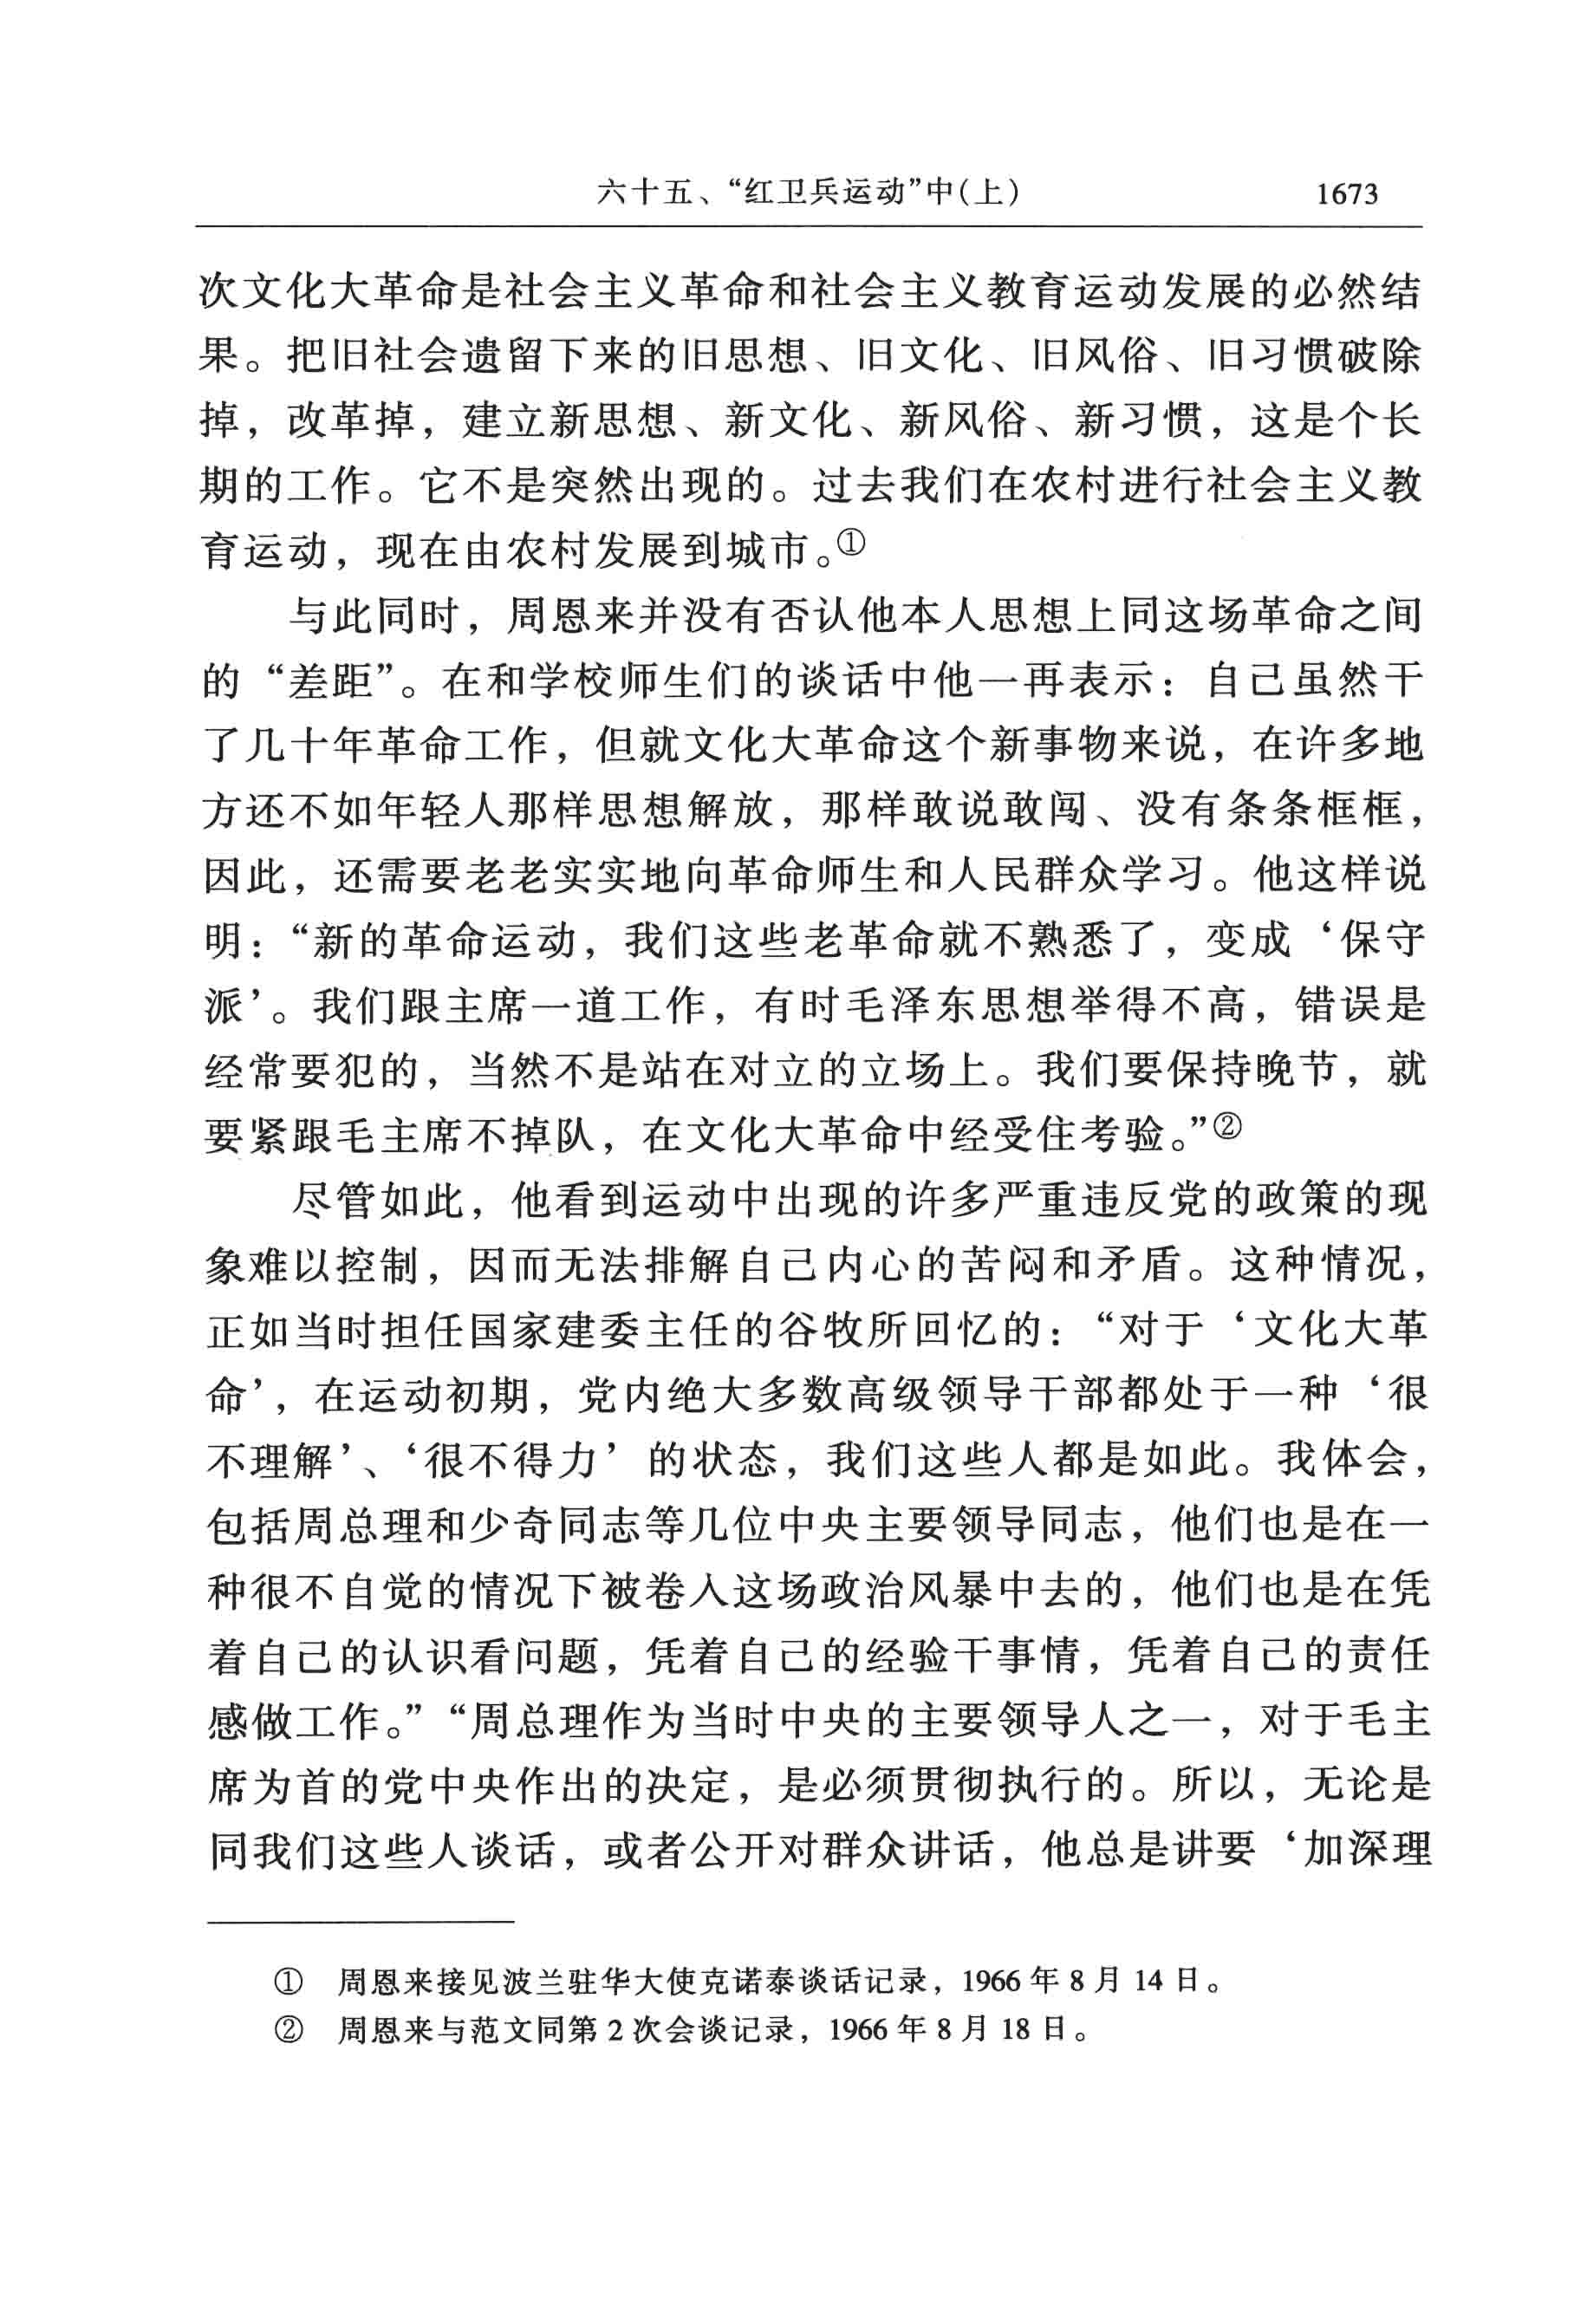 六十五、“红卫兵运动”中(上) 1673
次文化大革命是社会主义革命和社会主义教育运动发展的必然结
果。把旧社会遗留下来的旧思想、旧文化、旧风俗、旧习惯破除
掉，改革掉，建立新思想、新文化、新风俗、新习惯，这是个长
期的工作。它不是突然出现的。过去我们在农村进行社会主义教
育运动，现在由农村发展到城市。①
与此同时，周恩来并没有否认他本人思想上同这场革命之间
的“差距”。在和学校师生们的谈话中他一再表示：自己虽然干
了几十年革命工作，但就文化大革命这个新事物来说，在许多地
方还不如年轻人那样思想解放，那样敢说敢闯、没有条条框框，
因此，还需要老老实实地向革命师生和人民群众学习。他这样说
明：“新的革命运动，我们这些老革命就不熟悉了，变成‘保守
派’。我们跟主席一道工作，有时毛泽东思想举得不高，错误是
经常要犯的，当然不是站在对立的立场上。我们要保持晚节，就
要紧跟毛主席不掉队，在文化大革命中经受住考验。”②
尽管如此，他看到运动中出现的许多严重违反党的政策的现
象难以控制，因而无法排解自己内心的苦闷和矛盾。这种情况，
正如当时担任国家建委主任的谷牧所回忆的：“对于‘文化大革
命’，在运动初期，党内绝大多数高级领导干部都处于一种‘很
不理解’、‘很不得力’的状态，我们这些人都是如此。我体会，
包括周总理和少奇同志等几位中央主要领导同志，他们也是在一
种很不自觉的情况下被卷入这场政治风暴中去的，他们也是在凭
着自己的认识看问题，凭着自己的经验干事情，凭着自己的责任
感做工作。”“周总理作为当时中央的主要领导人之一，对于毛主
席为首的党中央作出的决定，是必须贯彻执行的。所以，无论是
同我们这些人谈话，或者公开对群众讲话，他总是讲要‘加深理
① 周恩来接见波兰驻华大使克诺泰谈话记录，1966年8月14日。
② 周恩来与范文同第2次会谈记录，1966年8月18日。